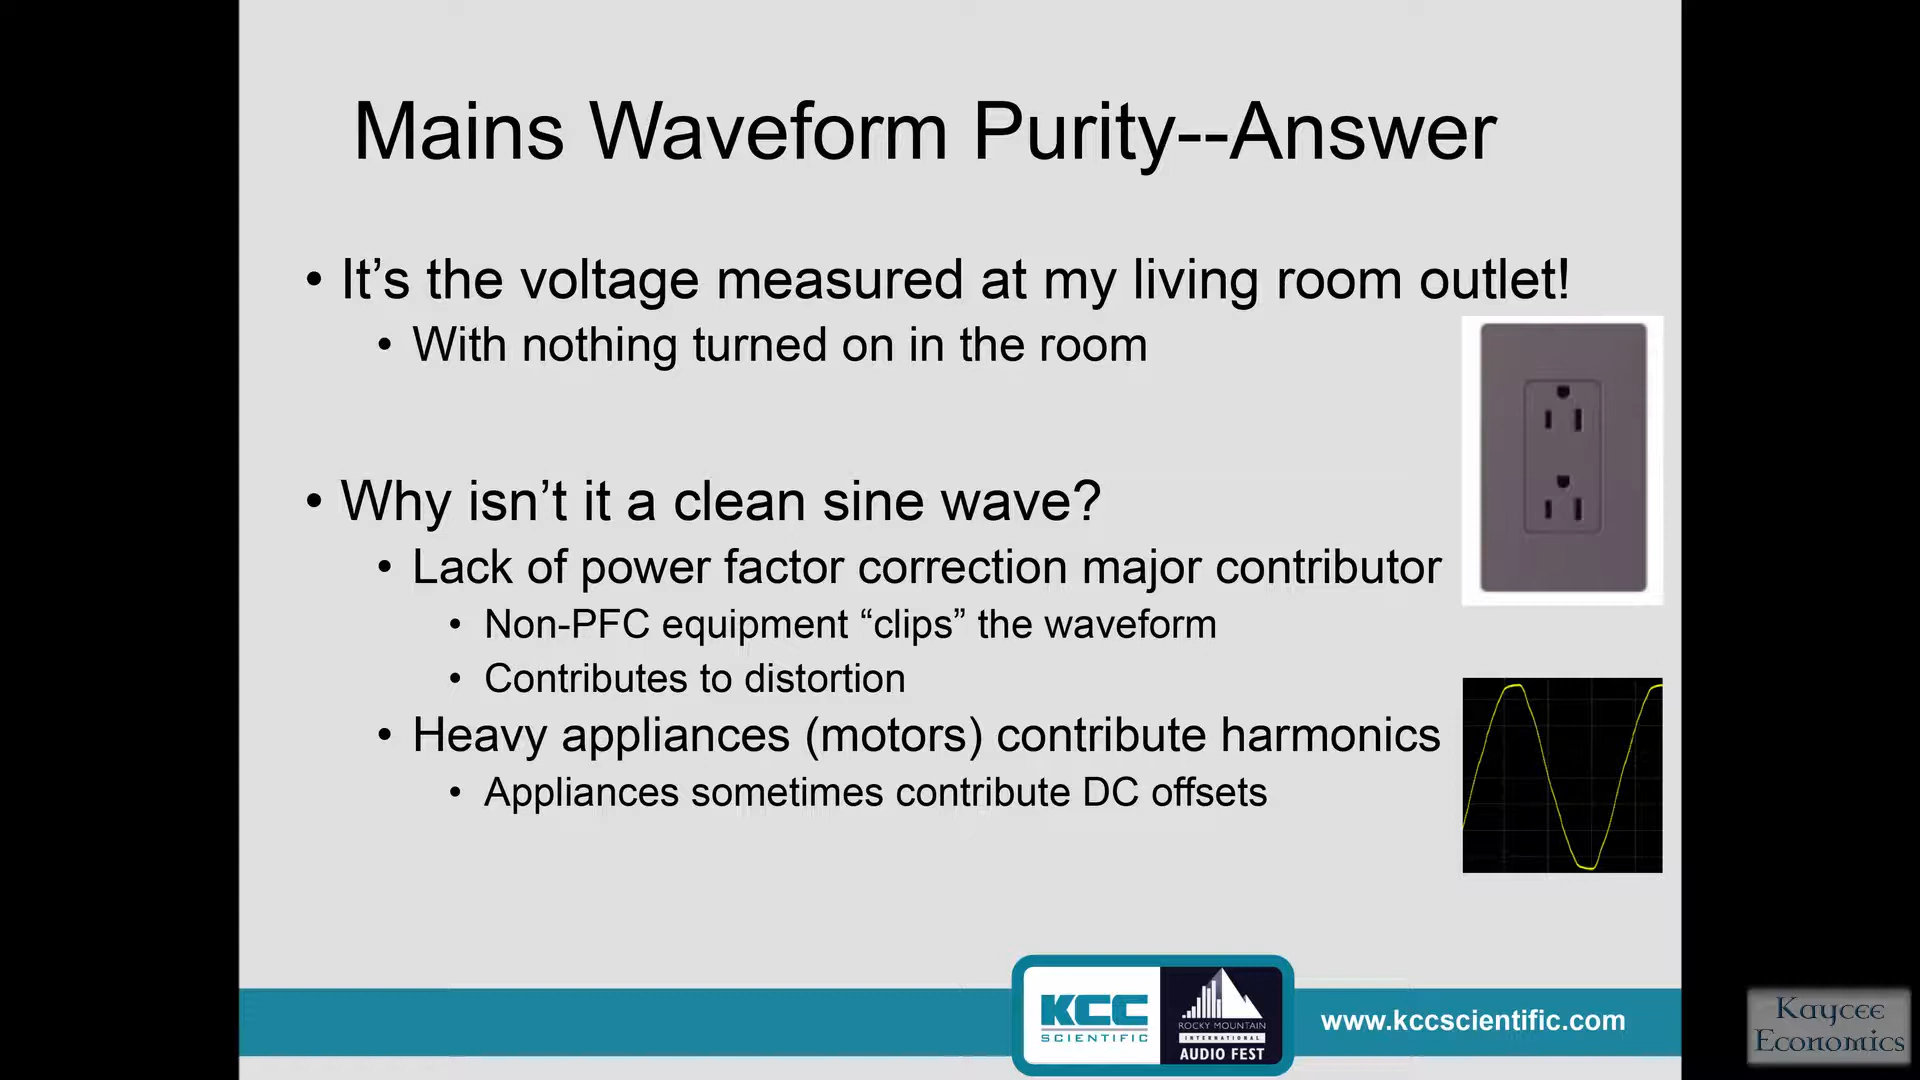 Mains Waveform Purity--Answer
• It’s the voltage measured at my living room outlet!
• With nothing turned on in the room
• Why isn’t it a clean sine wave?
• Lack of power factor correction major contributor
• Non-PFC equipment “clips” the waveform
• Contributes to distortion
• Heavy appliances (motors) contribute harmonics
• Appliances sometimes contribute DC offsets
KCC
SCIENTIFIC
ROCKY MOUNTAIN
INTERNATIONAL
AUDIO FEST
www.kccscientific.com
Kaycee
Economics